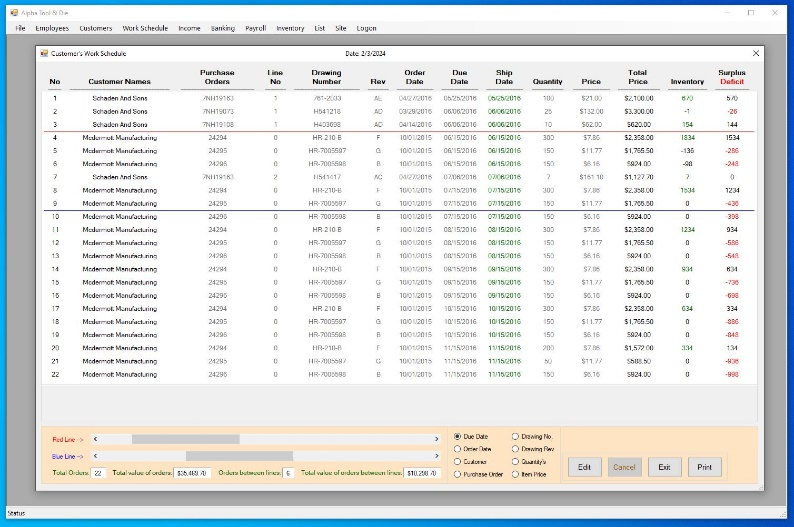 Alpha Tool & Die
File Employees Customers Work Schedule Income Banking Payroll Inventory List Site Logon
Customer's Work Schedule Date: 2/3/2024
No Customer Names Purchase Orders Line No Drawing Number Rev Order Date Due Date Ship Date Quantity Price Total Price Inventory Surplus Deficit
1 Schaden And Sons 7NH19163 1 761-2033 AE 04/27/2016 05/25/2016 05/25/2016 100 $21.00 $2,100.00 670 570
2 Schaden And Sons 7NH19073 1 H541218 AD 03/29/2016 06/06/2016 06/06/2016 25 $132.00 $3,300.00 -1 -26
3 Schaden And Sons 7NH19108 1 H403698 AD 04/14/2016 06/06/2016 06/06/2016 10 $62.00 $620.00 154 144
4 Mcdermott Manufacturing 24294 0 HR-210-B F 10/01/2015 06/15/2016 06/15/2016 300 $7.86 $2,358.00 1834 1534
5 Mcdermott Manufacturing 24295 0 HR-7005597 G 10/01/2015 06/15/2016 06/15/2016 150 $11.77 $1,765.50 -136 -286
6 Mcdermott Manufacturing 24296 0 HR-7005598 B 10/01/2015 06/15/2016 06/15/2016 150 $6.16 $924.00 -98 -248
7 Schaden And Sons 7NH19163 2 H541417 AC 04/27/2016 07/06/2016 07/06/2016 7 $161.10 $1,127.70 7 0
8 Mcdermott Manufacturing 24294 0 HR-210-B F 10/01/2015 07/15/2016 07/15/2016 300 $7.86 $2,358.00 1534 1234
9 Mcdermott Manufacturing 24295 0 HR-7005597 G 10/01/2015 07/15/2016 07/15/2016 150 $11.77 $1,765.50 0 -436
10 Mcdermott Manufacturing 24296 0 HR-7005598 B 10/01/2015 07/15/2016 07/15/2016 150 $6.16 $924.00 0 -398
11 Mcdermott Manufacturing 24294 0 HR-210-B F 10/01/2015 08/15/2016 08/15/2016 300 $7.86 $2,358.00 1234 934
12 Mcdermott Manufacturing 24295 0 HR-7005597 G 10/01/2015 08/15/2016 08/15/2016 150 $11.77 $1,765.50 0 -586
13 Mcdermott Manufacturing 24296 0 HR-7005598 B 10/01/2015 08/15/2016 08/15/2016 150 $6.16 $924.00 0 -548
14 Mcdermott Manufacturing 24294 0 HR-210-B F 10/01/2015 09/15/2016 09/15/2016 300 $7.86 $2,358.00 934 634
15 Mcdermott Manufacturing 24295 0 HR-7005597 G 10/01/2015 09/15/2016 09/15/2016 150 $11.77 $1,765.50 0 -736
16 Mcdermott Manufacturing 24296 0 HR-7005598 B 10/01/2015 09/15/2016 09/15/2016 150 $6.16 $924.00 0 -698
17 Mcdermott Manufacturing 24294 0 HR-210-B F 10/01/2015 10/15/2016 10/15/2016 300 $7.86 $2,358.00 634 334
18 Mcdermott Manufacturing 24295 0 HR-7005597 G 10/01/2015 10/15/2016 10/15/2016 150 $11.77 $1,765.50 0 -886
19 Mcdermott Manufacturing 24296 0 HR-7005598 B 10/01/2015 10/15/2016 10/15/2016 150 $6.16 $924.00 0 -848
20 Mcdermott Manufacturing 24294 0 HR-210-B F 10/01/2015 11/15/2016 11/15/2016 200 $7.86 $1,572.00 334 134
21 Mcdermott Manufacturing 24295 0 HR-7005597 G 10/01/2015 11/15/2016 11/15/2016 50 $11.77 $588.50 0 -936
22 Mcdermott Manufacturing 24296 0 HR-7005598 B 10/01/2015 11/15/2016 11/15/2016 150 $6.16 $924.00 0 -998
Red Line -->
Blue Line -->
Total Orders: 22 Total value of orders: $35,469.70 Orders between lines: 6 Total value of orders between lines: $10,298.70
Due Date Drawing No.
Order Date Drawing Rev
Customer Quantity's
Purchase Order Item Price
Edit Cancel Exit Print
Status